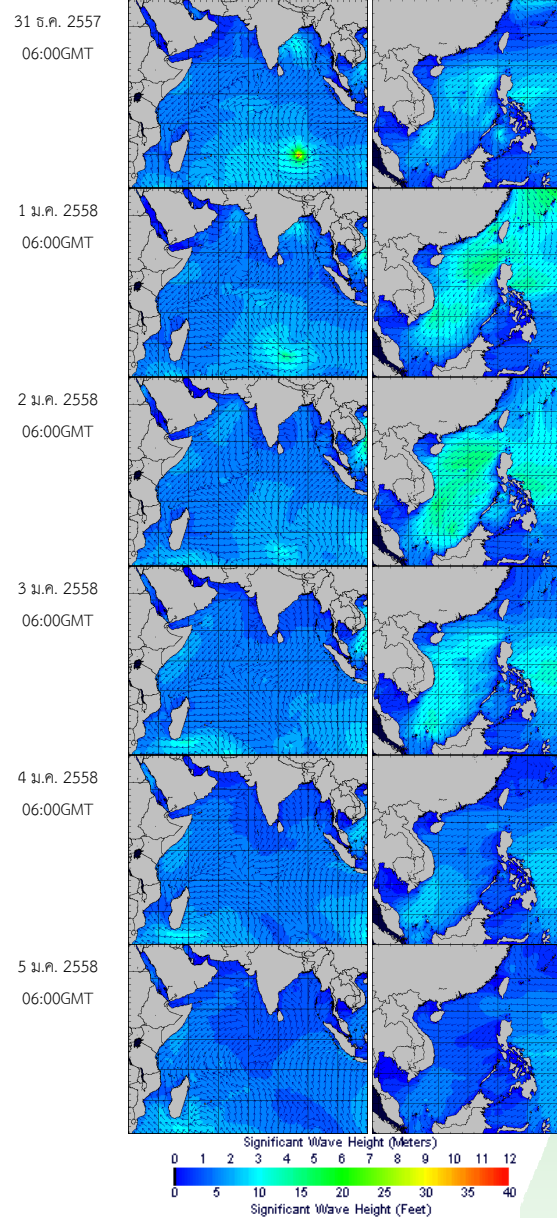 31 ธ.ค. 2557
06:00GMT
1 ม.ค. 2558
06:00GMT
2 ม.ค. 2558
06:00GMT
3 ม.ค. 2558
06:00GMT
4 ม.ค. 2558
06:00GMT
5 ม.ค. 2558
06:00GMT
Significant Wave Height (Meters)
0 1 2 3 4 5 6 7 8 9 10 11 12
0 5 10 15 20 25 30 35 40
Significant Wave Height (Feet)